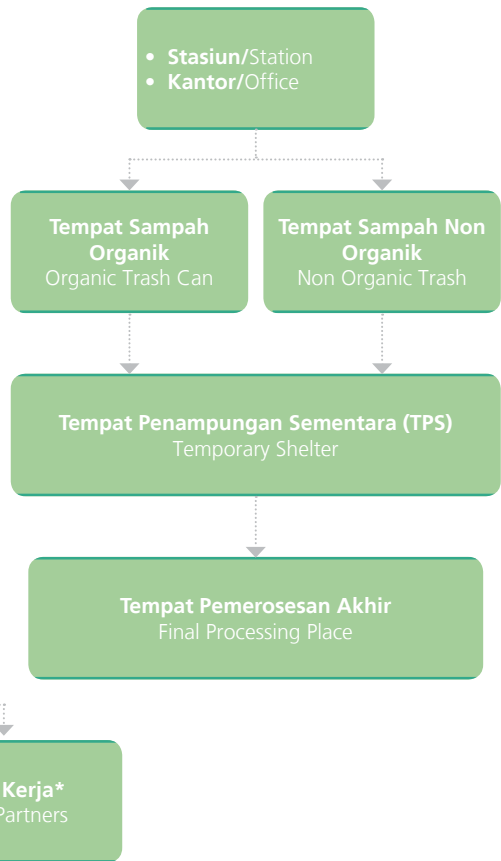 • Stasiun/Station
• Kantor/Office
Tempat Sampah
Organik
Organic Trash Can
Tempat Sampah Non
Organik
Non Organic Trash
Tempat Penampungan Sementara (TPS)
Temporary Shelter
Tempat Pemerosesan Akhir
Final Processing Place
Kerja*
Partners